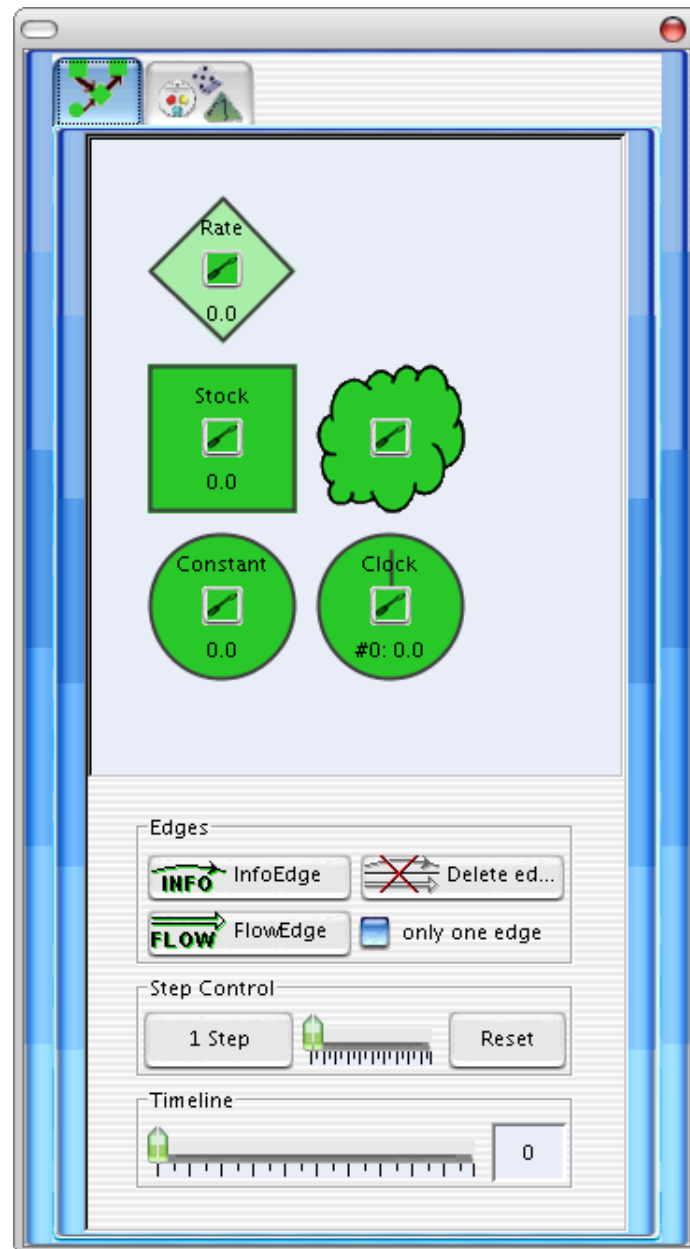 Rate
0.0
Stock
0.0
Constant
0.0
Clock
#0: 0.0
Edges
INFO InfoEdge
Delete ed...
FLOW FlowEdge
only one edge
Step Control
1 Step
Reset
Timeline
0